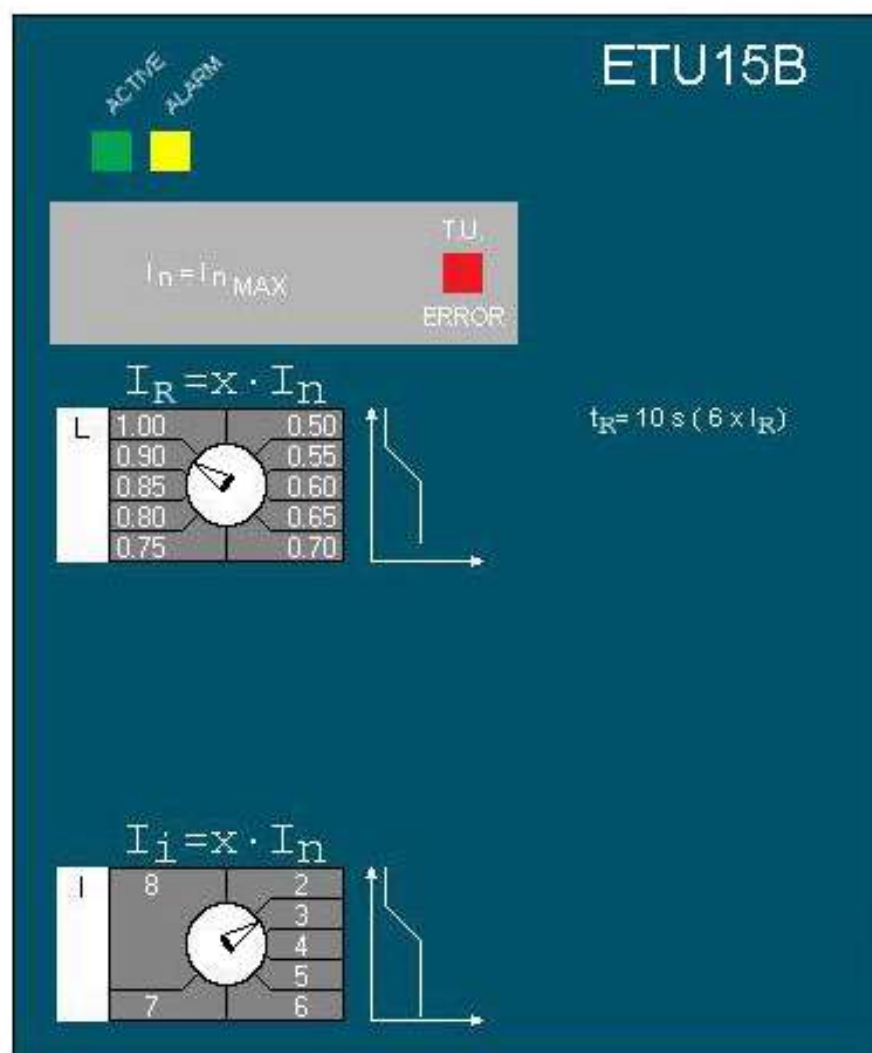 ACTIVE
ALARM
ETU15B
In = In MAX
T.U.
ERROR
IR=x·In
L
1.00
0.90
0.85
0.80
0.75
0.50
0.55
0.60
0.65
0.70
tR= 10 s ( 6 x IR)
Ii=x·In
I
8
7
2
3
4
5
6